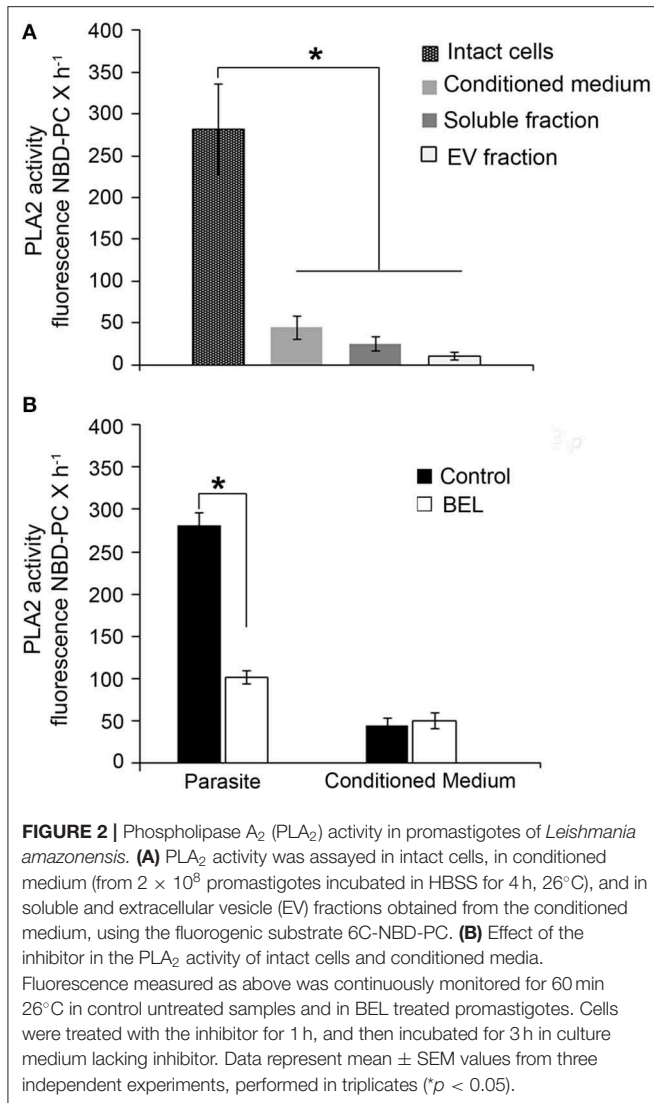 A
PLA2 activity
fluorescence NBD-PC X h⁻¹
400
350
300
250
200
150
100
50
0
*
Intact cells
Conditioned medium
Soluble fraction
EV fraction
B
PLA2 activity
fluorescence NBD-PC X h⁻¹
400
350
300
250
200
150
100
50
0
*
Control
BEL
Parasite
Conditioned Medium
FIGURE 2 | Phospholipase A₂ (PLA₂) activity in promastigotes of Leishmania
amazonensis. (A) PLA₂ activity was assayed in intact cells, in conditioned
medium (from 2 × 10⁸ promastigotes incubated in HBSS for 4 h, 26°C), and in
soluble and extracellular vesicle (EV) fractions obtained from the conditioned
medium, using the fluorogenic substrate 6C-NBD-PC. (B) Effect of the
inhibitor in the PLA₂ activity of intact cells and conditioned media.
Fluorescence measured as above was continuously monitored for 60 min
26°C in control untreated samples and in BEL treated promastigotes. Cells
were treated with the inhibitor for 1 h, and then incubated for 3 h in culture
medium lacking inhibitor. Data represent mean ± SEM values from three
independent experiments, performed in triplicates (*p < 0.05).